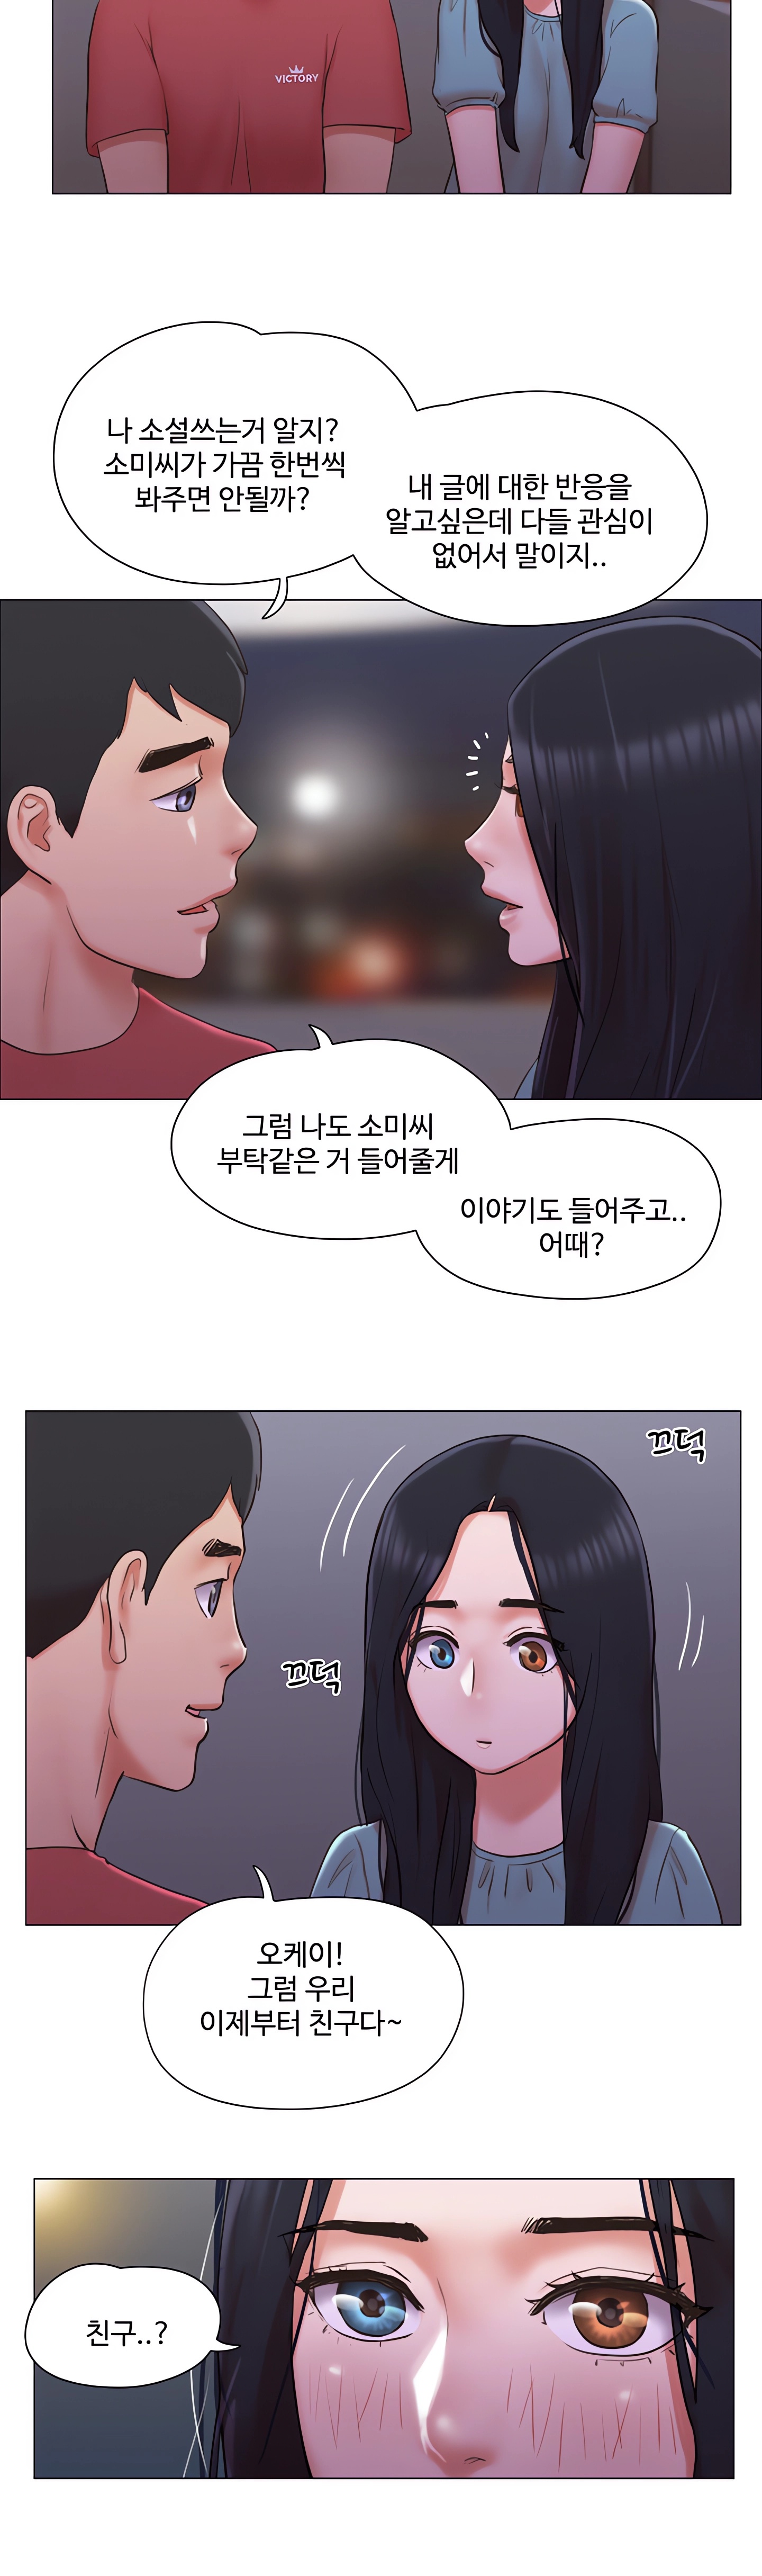 VICTORY
나 소설쓰는거 알지?
소미씨가 가끔 한번씩
봐주면 안될까?
내 글에 대한 반응을
알고싶은데 다들 관심이
없어서 말이지..
그럼 나도 소미씨
부탁같은 거 들어줄게
이야기도 들어주고..
어때?
끄덕
끄덕
오케이!
그럼 우리
이제부터 친구다~
친구..?